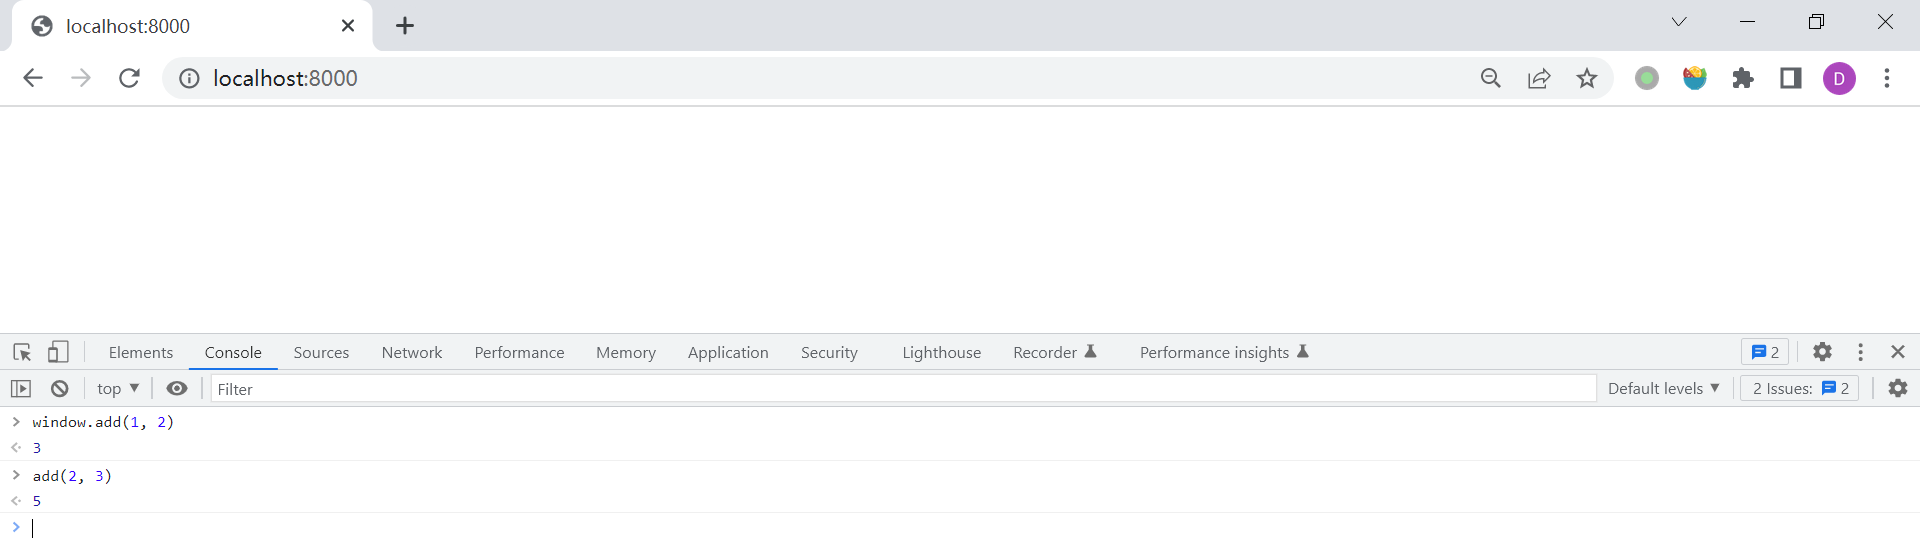 localhost:8000
localhost:8000
D
Elements Console Sources Network Performance Memory Application Security Lighthouse Recorder Performance insights 2
top Filter Default levels 2 Issues: 2
window.add(1, 2)
3
add(2, 3)
5